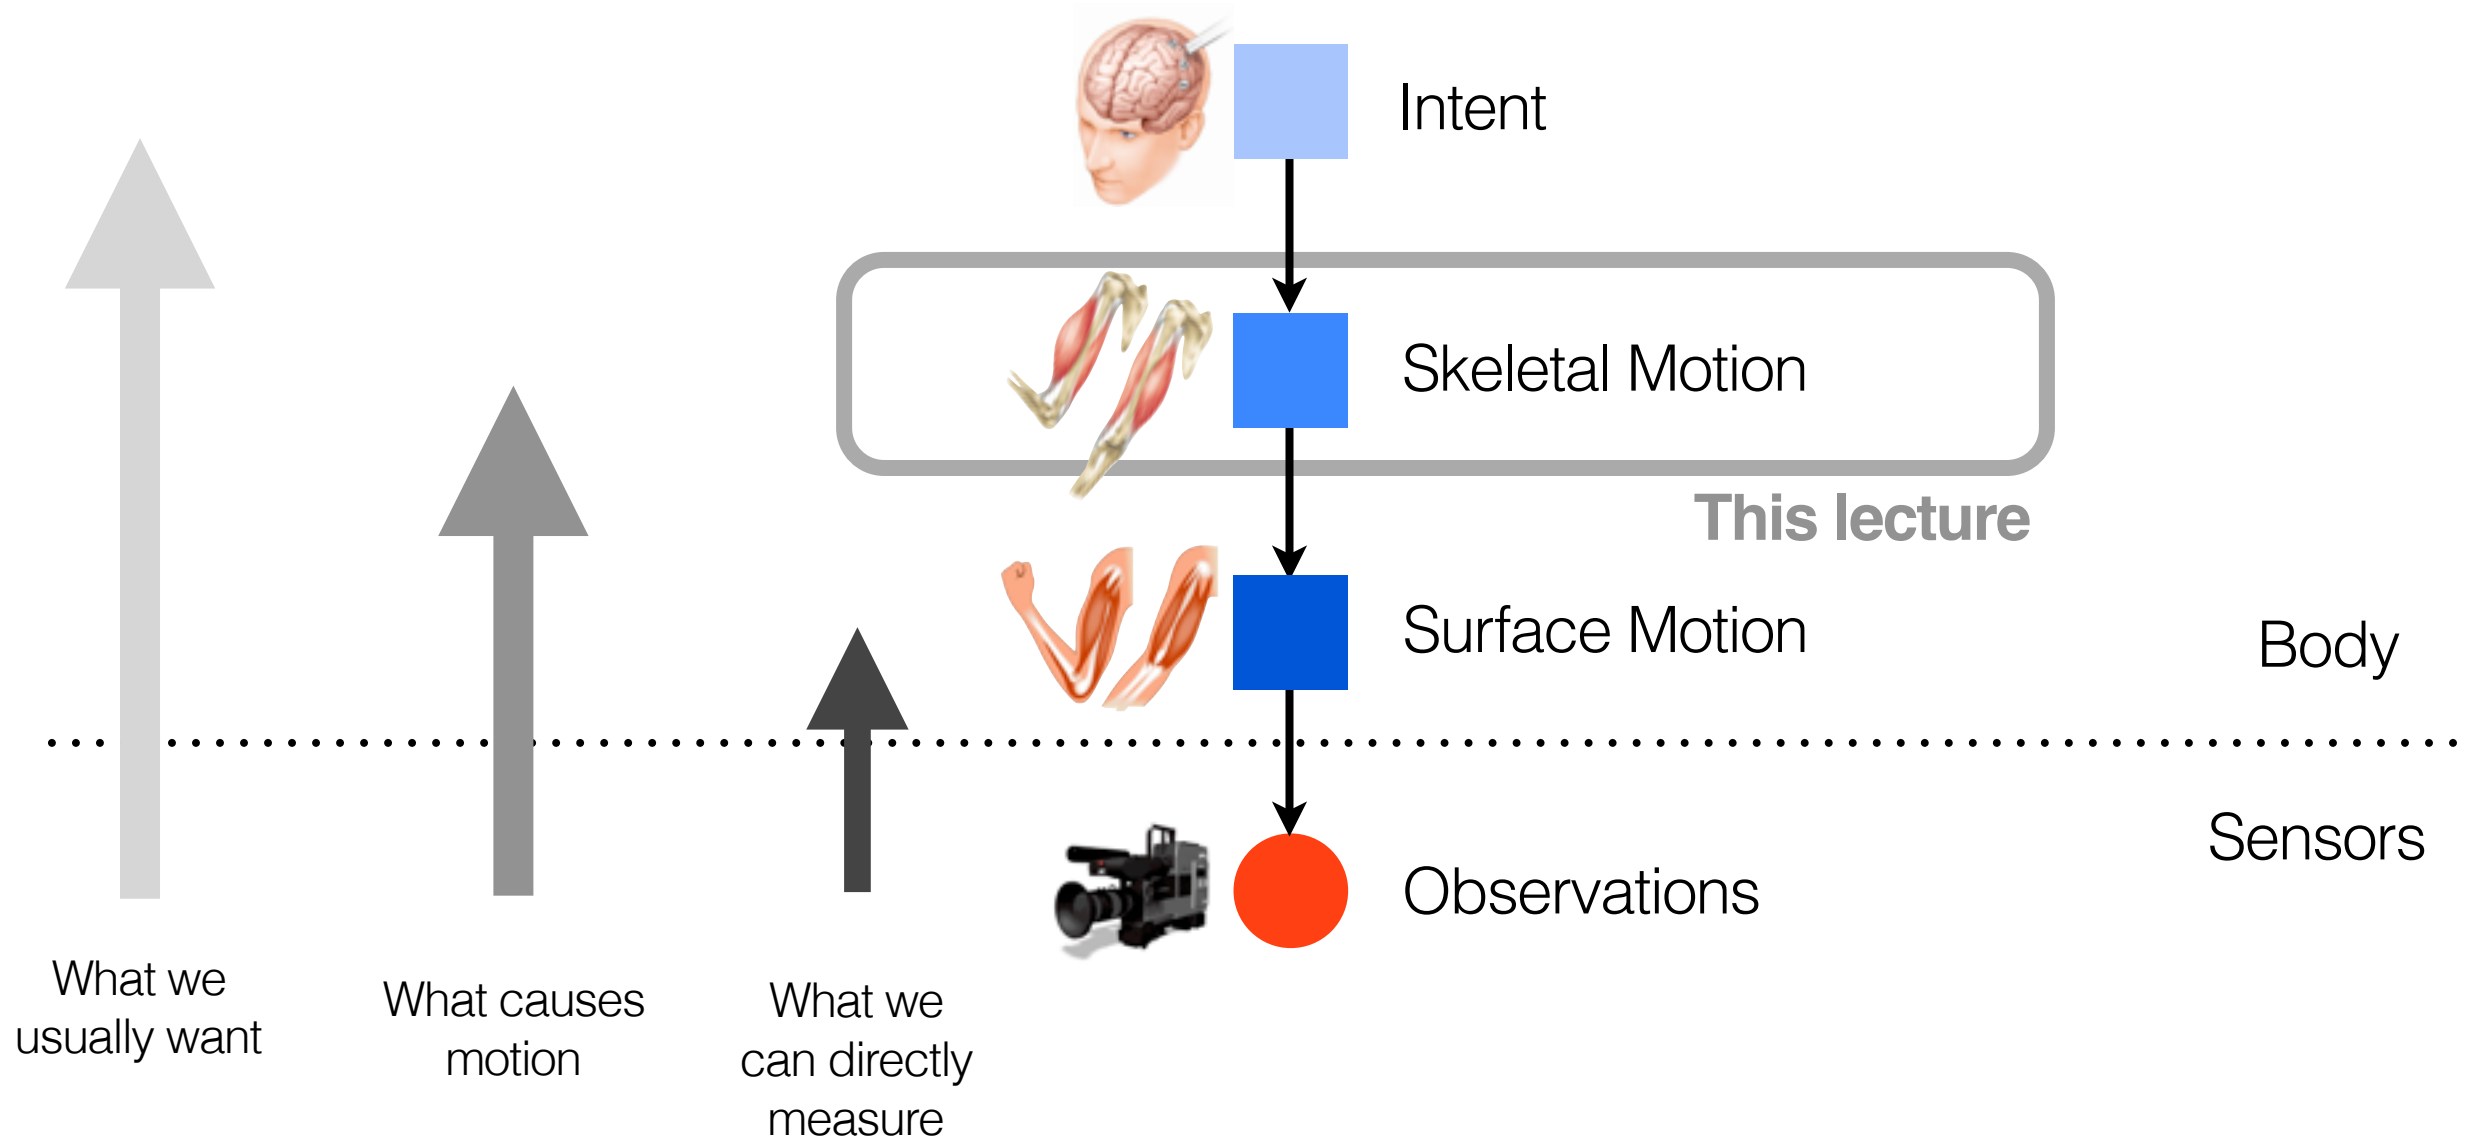 Intent
Skeletal Motion
This lecture
Surface Motion
Body
Sensors
Observations
What we
usually want
What causes
motion
What we
can directly
measure